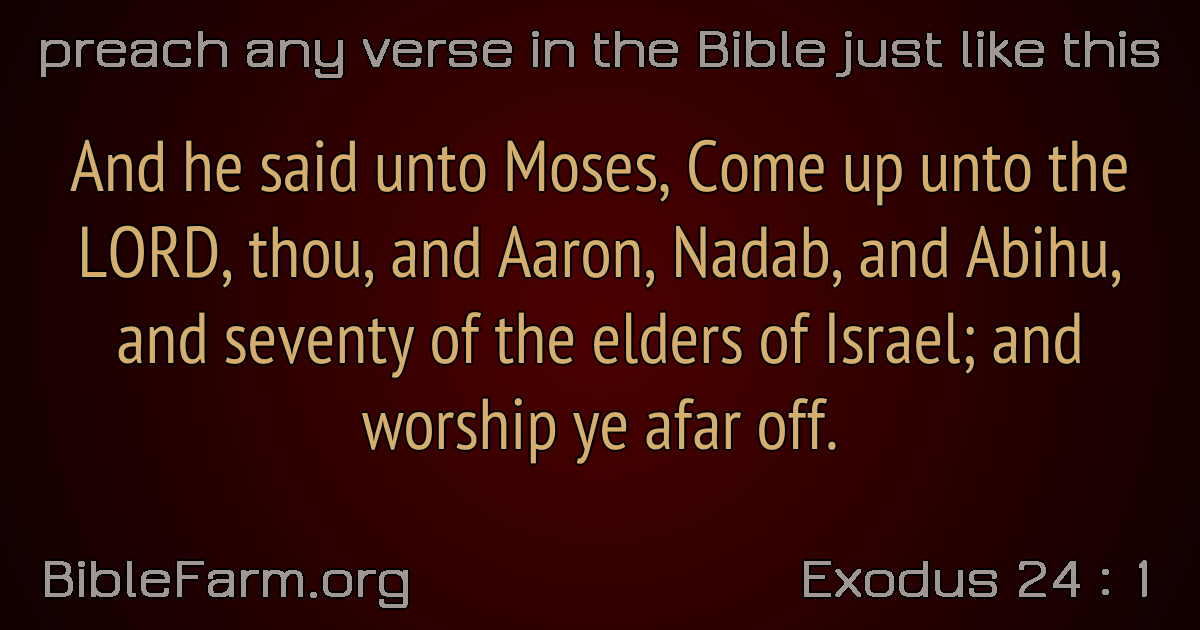 preach any verse in the Bible just like this
And he said unto Moses, Come up unto the
LORD, thou, and Aaron, Nadab, and Abihu,
and seventy of the elders of Israel; and
worship ye afar off.
BibleFarm.org
Exodus 24 : 1